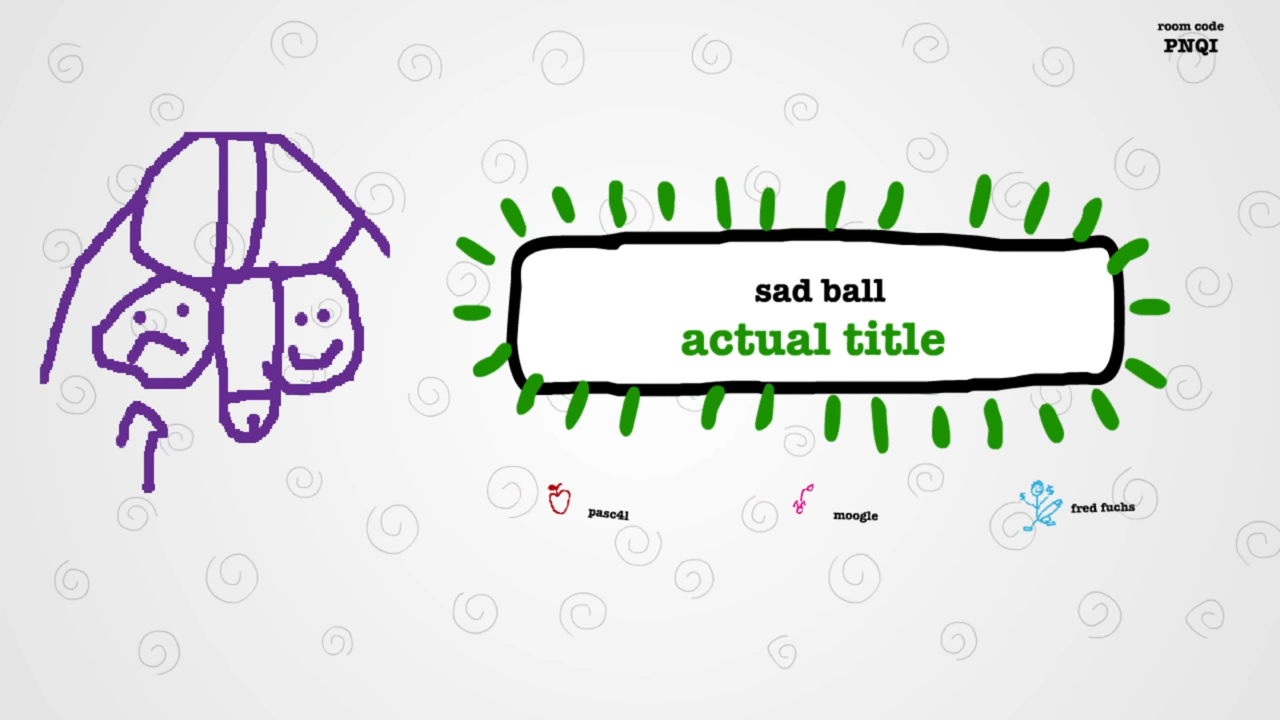 room code
PNQI
sad ball
actual title
pasc4l
moogle
fred fuchs